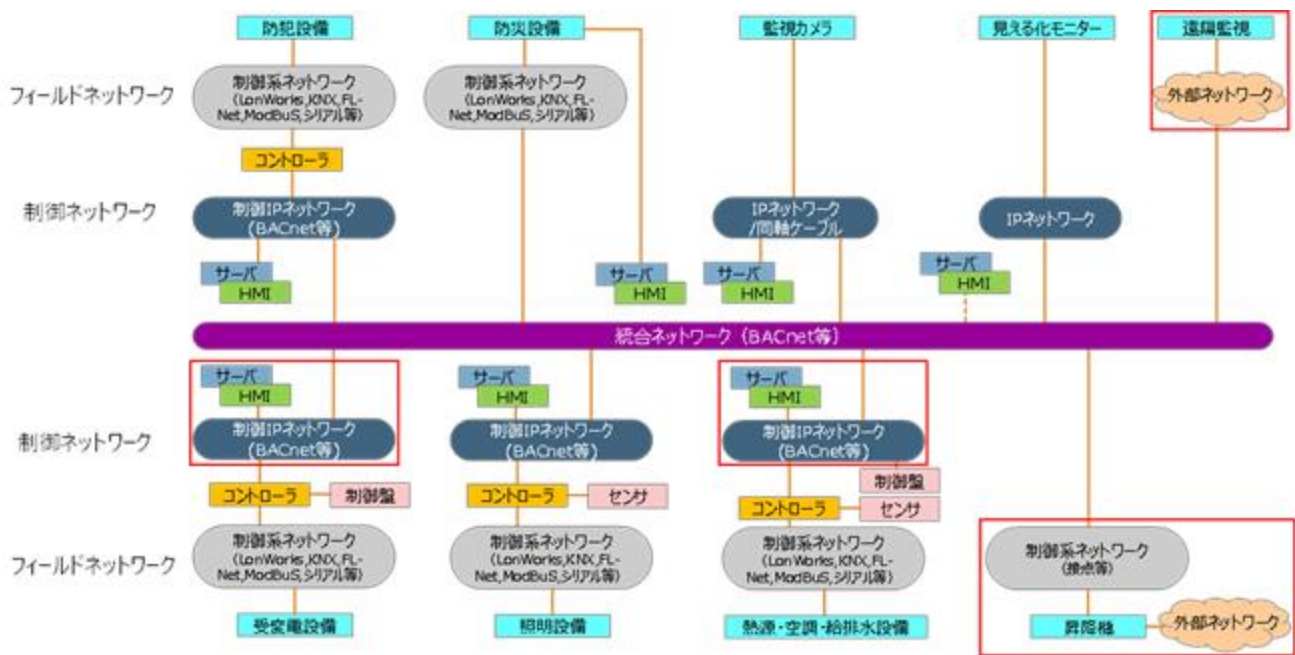 防犯設備
防災設備
監視カメラ
見える化モニター
遠隔監視
フィールドネットワーク
制御系ネットワーク
(LonWorks,KNX,FL-
Net,ModBuS,シリアル等)
制御系ネットワーク
(LonWorks,KNX,FL-
Net,ModBuS,シリアル等)
外部ネットワーク
コントローラ
制御ネットワーク
制御IPネットワーク
(BACnet等)
IPネットワーク
/同軸ケーブル
IPネットワーク
サーバ
HMI
サーバ
HMI
サーバ
HMI
サーバ
HMI
統合ネットワーク (BACnet等)
サーバ
HMI
サーバ
HMI
サーバ
HMI
制御ネットワーク
制御IPネットワーク
(BACnet等)
制御IPネットワーク
(BACnet等)
制御IPネットワーク
(BACnet等)
コントローラ
制御盤
コントローラ
センサ
制御盤
コントローラ
センサ
フィールドネットワーク
制御系ネットワーク
(LonWorks,KNX,FL-
Net,ModBuS,シリアル等)
制御系ネットワーク
(LonWorks,KNX,FL-
Net,ModBuS,シリアル等)
制御系ネットワーク
(LonWorks,KNX,FL-
Net,ModBuS,シリアル等)
制御系ネットワーク
(接点等)
受変電設備
照明設備
熱源・空調・給排水設備
昇降機
外部ネットワーク